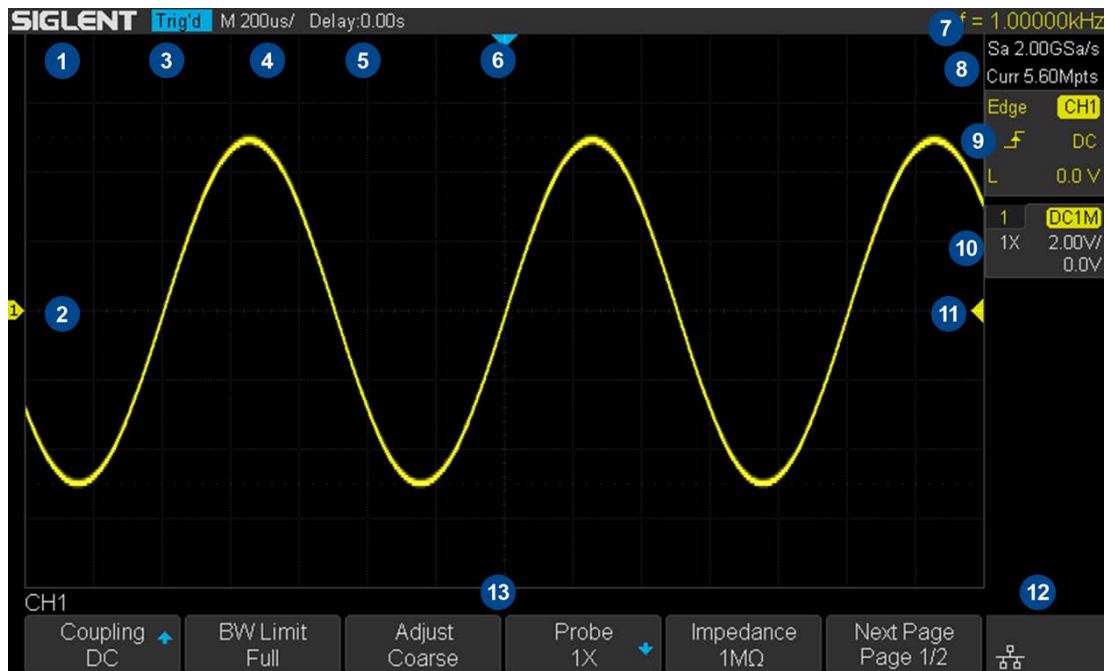 SIGLENT Trig'd M 200us/ Delay:0.00s
f = 1.00000kHz
7
1
3
4
5
6
Sa 2.00GSa/s
8
Curr 5.60Mpts
Edge CH1
9
DC
L 0.0 V
1 DC1M
10
1X 2.00V/
0.0V
1
2
11
CH1
13
12
Coupling
DC
BW Limit
Full
Adjust
Coarse
Probe
1X
Impedance
1MΩ
Next Page
Page 1/2